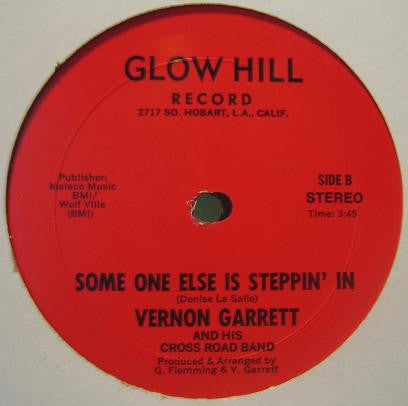 GLOW HILL
RECORD
2717 SO. HOBART, L.A., CALIF.
Publisher:
Malaco Music
BMI/
Wolf Ville
(BMI)
SIDE B
STEREO
Time: 3:45
SOME ONE ELSE IS STEPPIN' IN
(Denise La Salle)
VERNON GARRETT
AND HIS
CROSS ROAD BAND
Produced & Arranged by
G. Flemming & V. Garrett